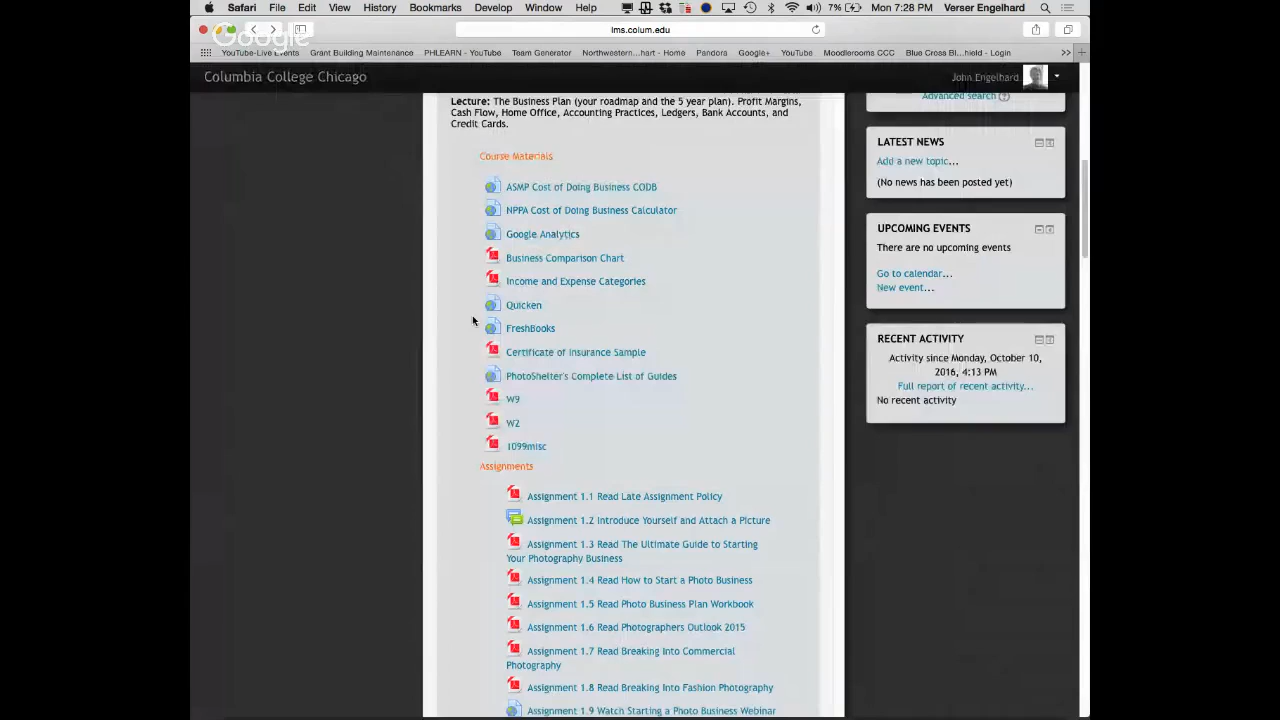 Safari File Edit View History Bookmarks Develop Window Help 7% Mon 7:28 PM Verser Engelhard
Google
lms.colum.edu
YouTube-Live Events Grant Building Maintenance PHLEARN - YouTube Team Generator Northwestern...hart - Home Pandora Google+ YouTube Moodlerooms CCC Blue Cross Bl...hield - Login >> +
Columbia College Chicago
John Engelhard
Lecture: The Business Plan (your roadmap and the 5 year plan). Profit Margins,
Cash Flow, Home Office, Accounting Practices, Ledgers, Bank Accounts, and
Credit Cards.
Course Materials
ASMP Cost of Doing Business CODB
NPPA Cost of Doing Business Calculator
Google Analytics
Business Comparison Chart
Income and Expense Categories
Quicken
FreshBooks
Certificate of Insurance Sample
PhotoShelter's Complete List of Guides
W9
W2
1099misc
Assignments
Assignment 1.1 Read Late Assignment Policy
Assignment 1.2 Introduce Yourself and Attach a Picture
Assignment 1.3 Read The Ultimate Guide to Starting
Your Photography Business
Assignment 1.4 Read How to Start a Photo Business
Assignment 1.5 Read Photo Business Plan Workbook
Assignment 1.6 Read Photographers Outlook 2015
Assignment 1.7 Read Breaking Into Commercial
Photography
Assignment 1.8 Read Breaking Into Fashion Photography
Assignment 1.9 Watch Starting a Photo Business Webinar
Advanced search ?
LATEST NEWS
Add a new topic...
(No news has been posted yet)
UPCOMING EVENTS
There are no upcoming events
Go to calendar...
New event...
RECENT ACTIVITY
Activity since Monday, October 10,
2016, 4:13 PM
Full report of recent activity...
No recent activity